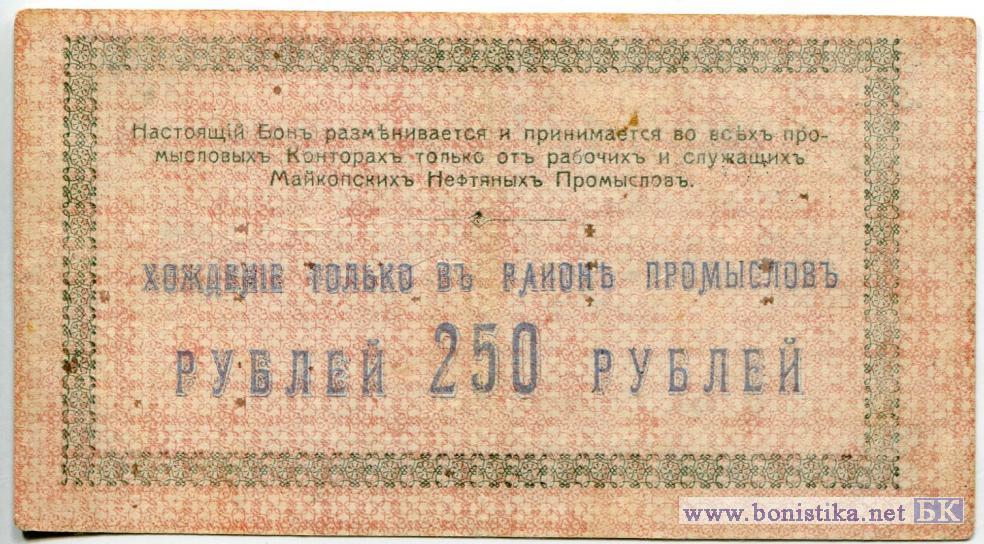 Настоящій Бонъ размѣнивается и принимается во всѣхъ про-
мысловыхъ Конторахъ только отъ рабочихъ и служащихъ
Майкопскихъ Нефтяныхъ Промысловъ.
ХОЖДЕНІЕ ТОЛЬКО ВЪ РАИОНѢ ПРОМЫСЛОВЪ
РУБЛЕЙ 250 РУБЛЕЙ
www.bonistika.net БК